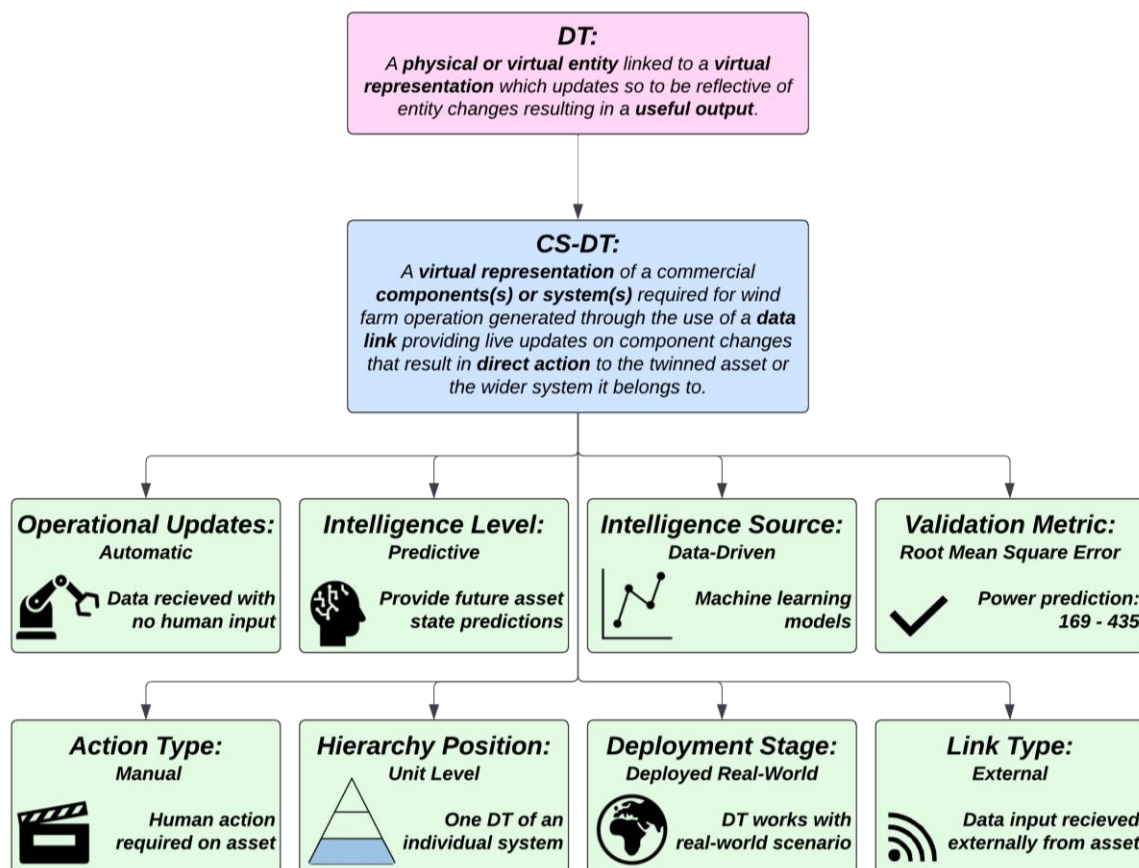 DT:
A physical or virtual entity linked to a virtual
representation which updates so to be reflective of
entity changes resulting in a useful output.
CS-DT:
A virtual representation of a commercial
components(s) or system(s) required for wind
farm operation generated through the use of a data
link providing live updates on component changes
that result in direct action to the twinned asset or
the wider system it belongs to.
Operational Updates:
Automatic
Data recieved with
no human input
Intelligence Level:
Predictive
Provide future asset
state predictions
Intelligence Source:
Data-Driven
Machine learning
models
Validation Metric:
Root Mean Square Error
Power prediction:
169 - 435
Action Type:
Manual
Human action
required on asset
Hierarchy Position:
Unit Level
One DT of an
individual system
Deployment Stage:
Deployed Real-World
DT works with
real-world scenario
Link Type:
External
Data input recieved
externally from asset